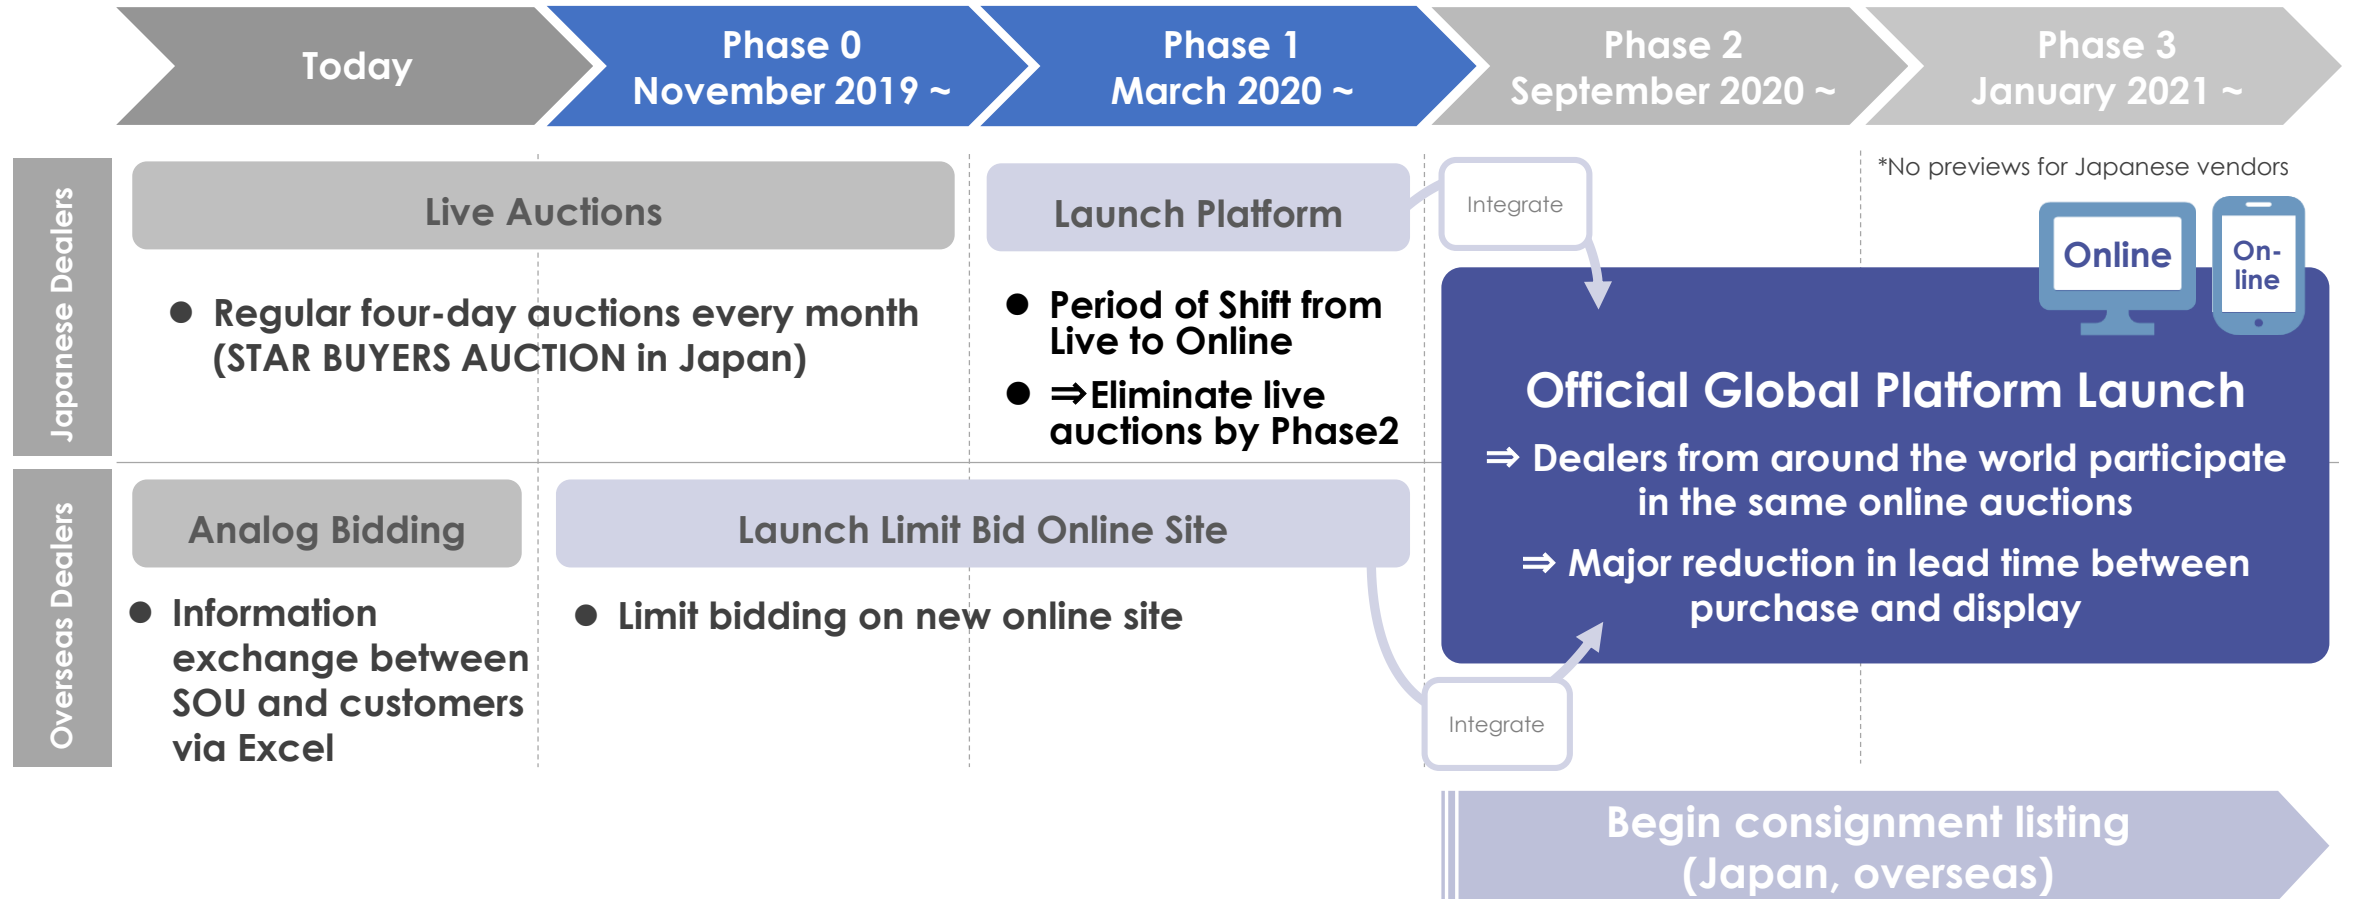 Today
Phase 0
November 2019 ~
Phase 1
March 2020 ~
Phase 2
September 2020 ~
Phase 3
January 2021 ~
Japanese Dealers
Live Auctions
● Regular four-day auctions every month
(STAR BUYERS AUCTION in Japan)
Launch Platform
● Period of Shift from
Live to Online
● ⇒Eliminate live
auctions by Phase2
Integrate
*No previews for Japanese vendors
Online
On-
line
Official Global Platform Launch
⇒ Dealers from around the world participate
in the same online auctions
⇒ Major reduction in lead time between
purchase and display
Overseas Dealers
Analog Bidding
● Information
exchange between
SOU and customers
via Excel
Launch Limit Bid Online Site
● Limit bidding on new online site
Integrate
Begin consignment listing
(Japan, overseas)